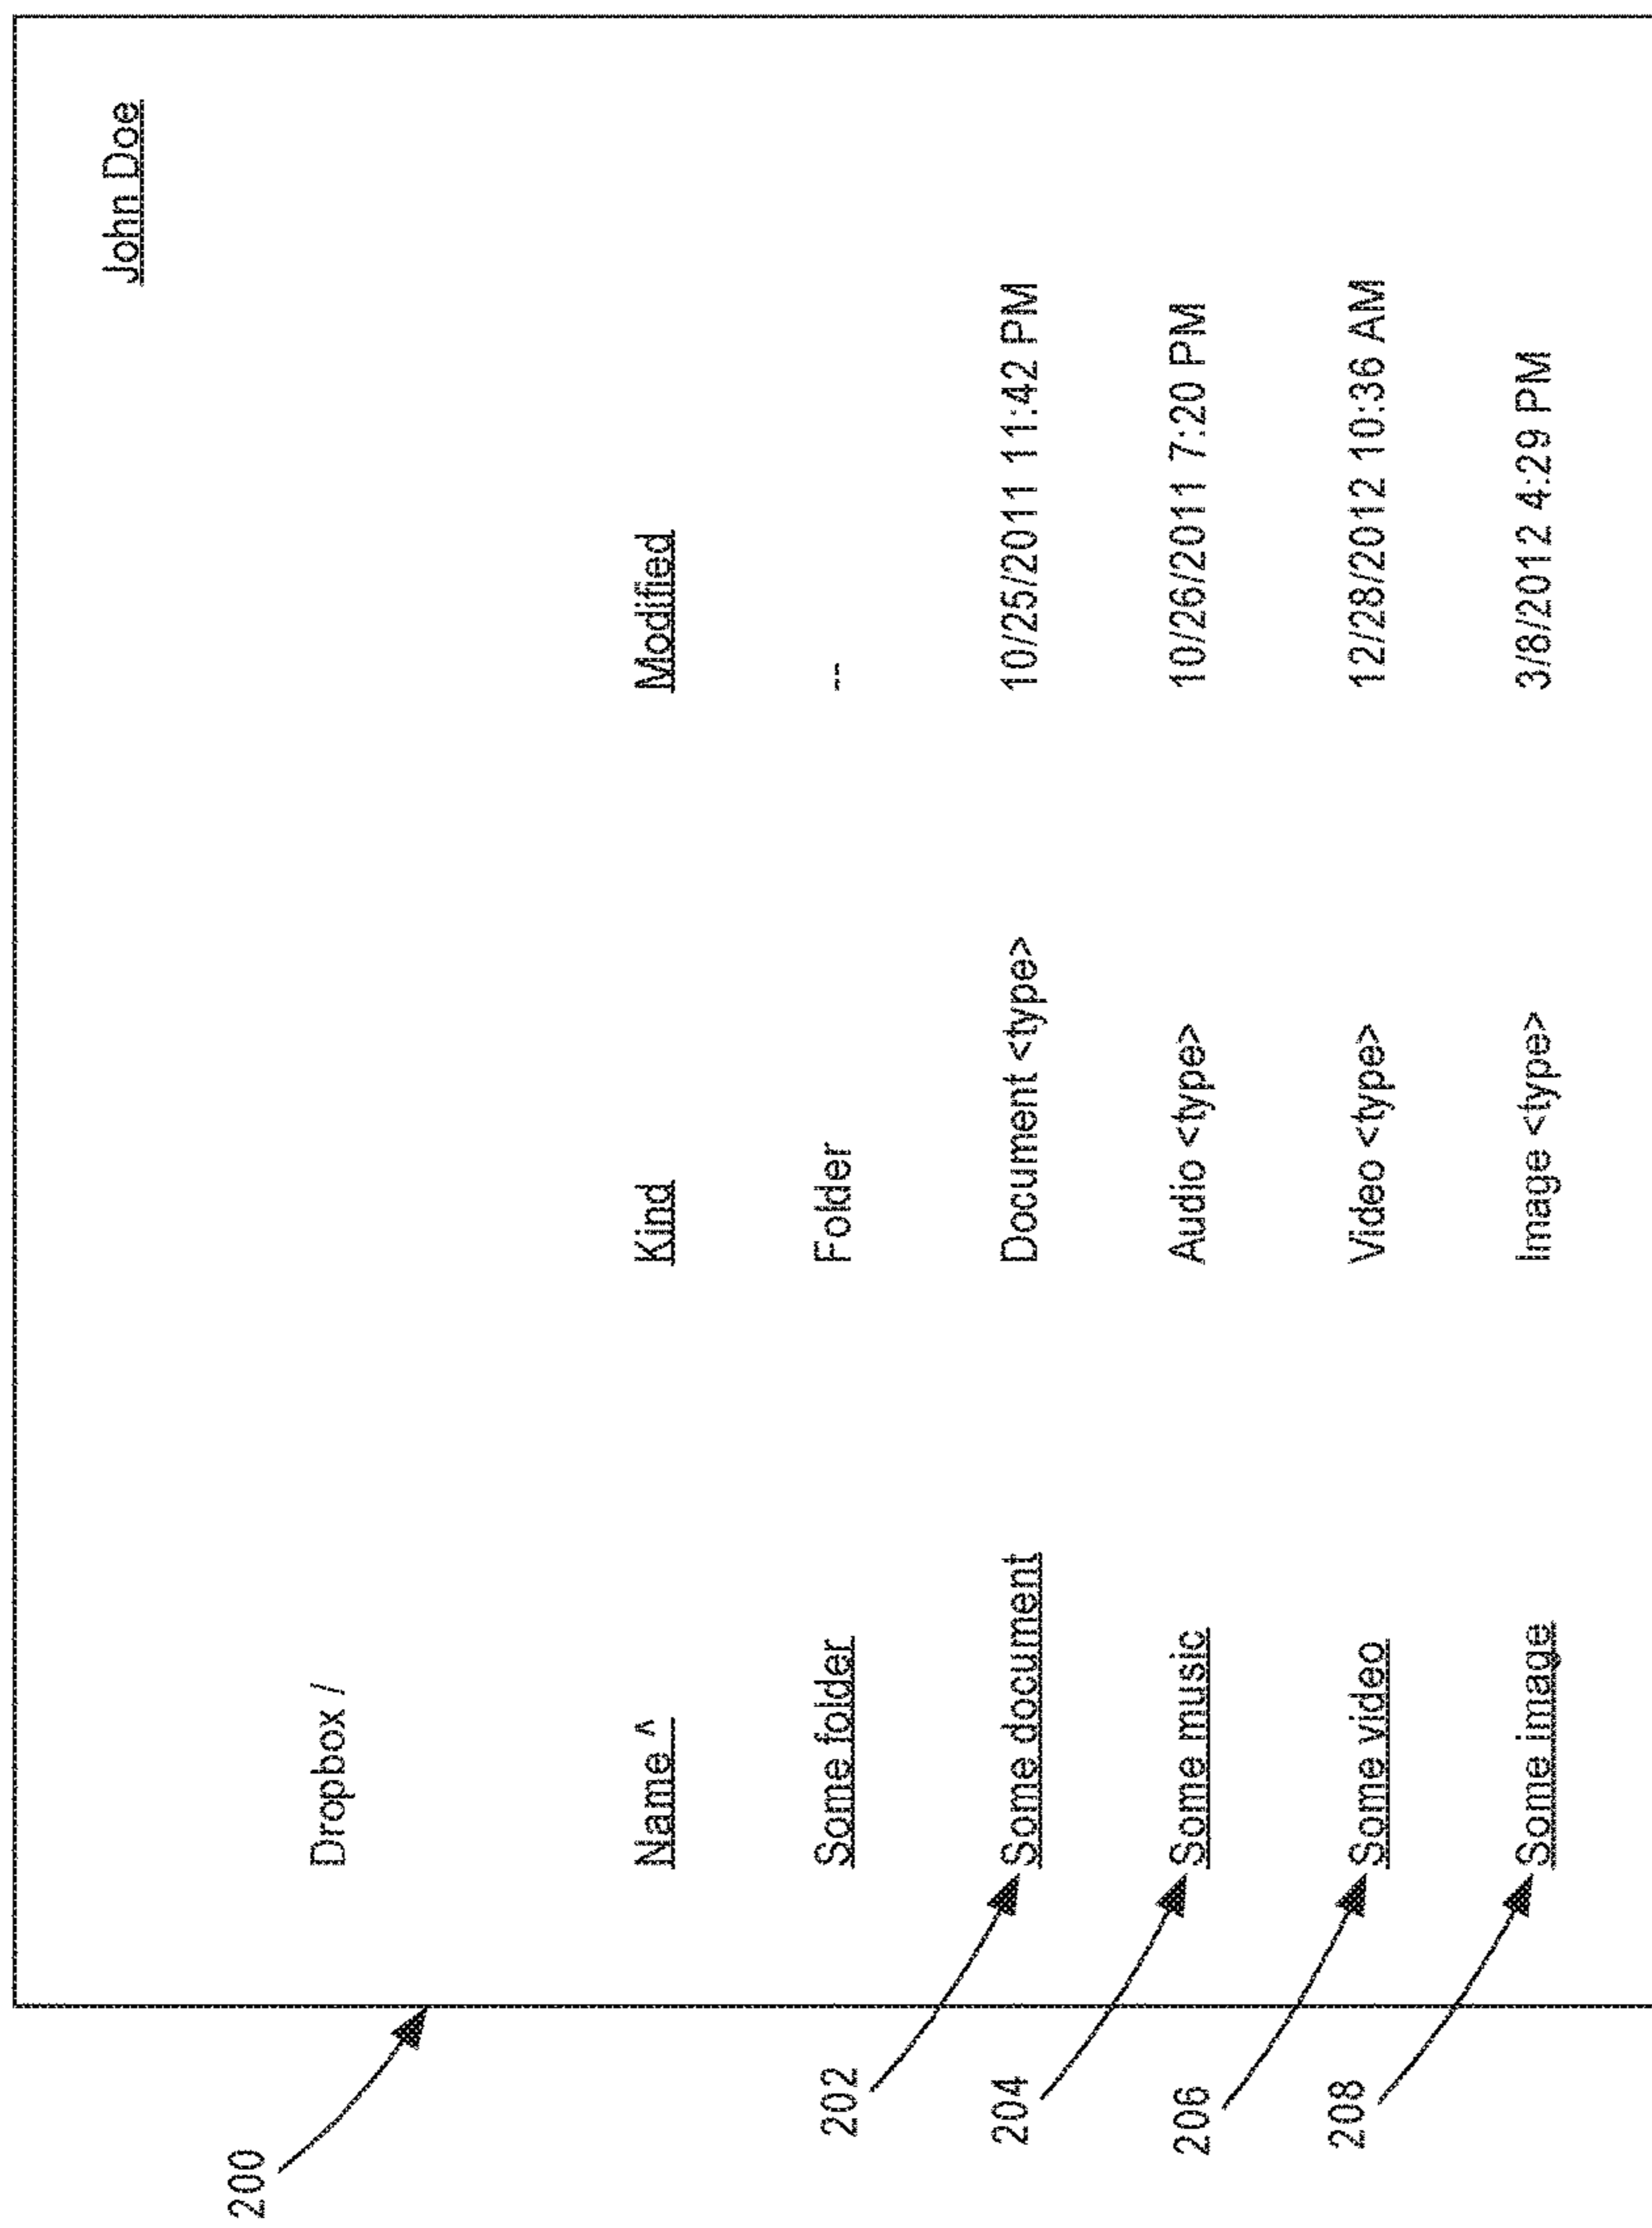 John Doe
200
Dropbox /
Name ^ Kind Modified
Some folder Folder --
202 Some document Document <type> 10/25/2011 11:42 PM
204 Some music Audio <type> 10/26/2011 7:20 PM
206 Some video Video <type> 12/28/2012 10:36 AM
208 Some image Image <type> 3/8/2012 4:29 PM